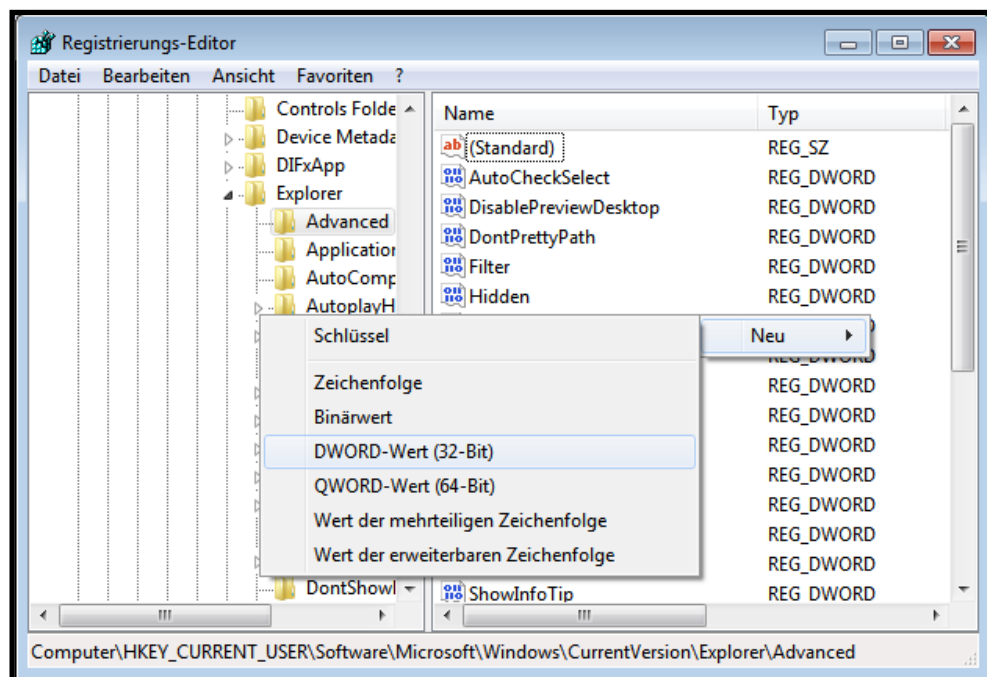 Registrierungs-Editor
Datei Bearbeiten Ansicht Favoriten ?
Controls Folde
Device Metada
DIFxApp
Explorer
Advanced
Application
AutoComp
AutoplayH
DontShowI
Name Typ
(Standard) REG_SZ
AutoCheckSelect REG_DWORD
DisablePreviewDesktop REG_DWORD
DontPrettyPath REG_DWORD
Filter REG_DWORD
Hidden REG_DWORD
REG_DWORD
REG_DWORD
REG_DWORD
REG_DWORD
REG_DWORD
REG_DWORD
REG_DWORD
REG_DWORD
ShowInfoTip REG_DWORD
Neu
Schlüssel
Zeichenfolge
Binärwert
DWORD-Wert (32-Bit)
QWORD-Wert (64-Bit)
Wert der mehrteiligen Zeichenfolge
Wert der erweiterbaren Zeichenfolge
Computer\HKEY_CURRENT_USER\Software\Microsoft\Windows\CurrentVersion\Explorer\Advanced